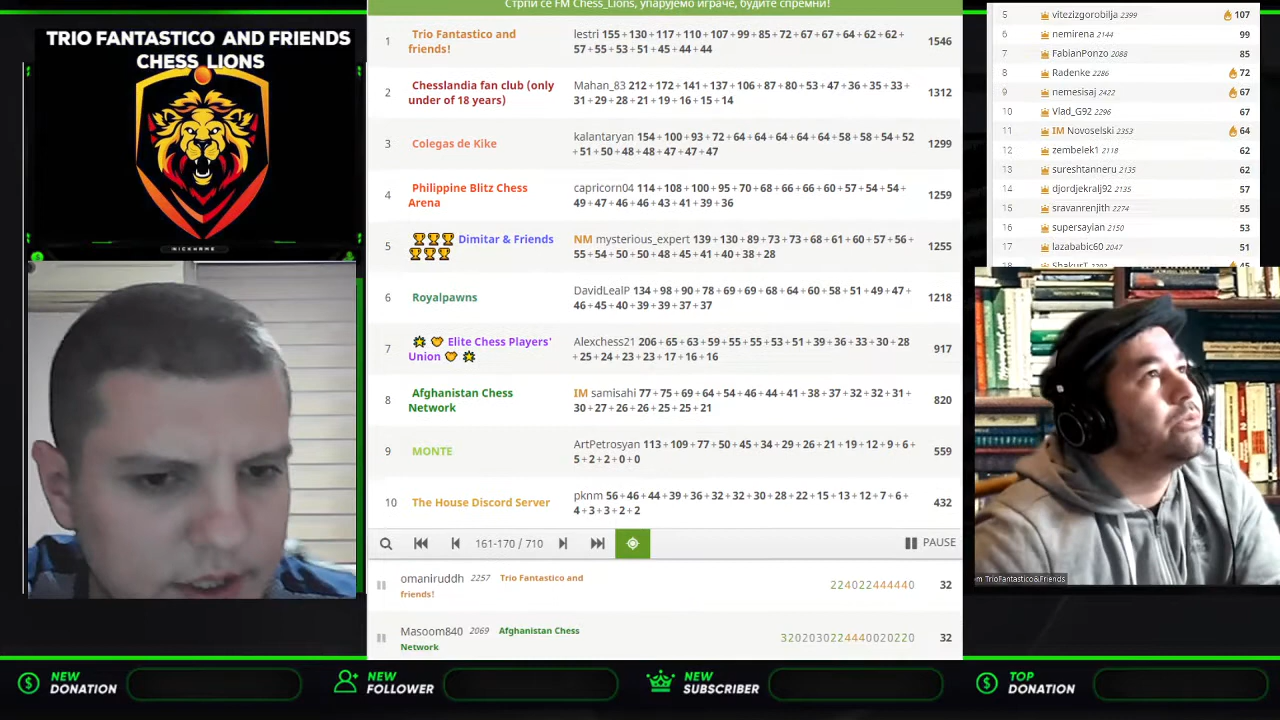 Стрпи се FM Chess_Lions, упарујемо играче, будите спремни!
TRIO FANTASTICO AND FRIENDS
CHESS_LIONS
NICKNAME
1 Trio Fantastico and friends! lestri 155+130+117+110+107+99+85+72+67+67+64+62+62+ 1546
57+55+53+51+45+44+44
2 Chesslandia fan club (only under of 18 years) Mahan_83 212+172+141+137+106+87+80+53+47+36+35+33+ 1312
31+29+28+21+19+16+15+14
3 Colegas de Kike kalantaryan 154+100+93+72+64+64+64+64+64+58+58+54+52 1299
+51+50+48+48+47+47+47
4 Philippine Blitz Chess Arena capricorn04 114+108+100+95+70+68+66+66+60+57+54+54+ 1259
49+47+46+46+43+41+39+36
5 Dimitar & Friends NM mysterious_expert 139+130+89+73+73+68+61+60+57+56+ 1255
55+54+50+50+48+45+41+40+38+28
6 Royalpawns DavidLealP 134+98+90+78+69+69+68+64+60+58+51+49+47+ 1218
46+45+40+39+39+37+37
7 Elite Chess Players' Union Alexchess21 206+65+63+59+55+55+53+51+39+36+33+30+28 917
+25+24+23+23+17+16+16
8 Afghanistan Chess Network IM samisahi 77+75+69+64+54+46+44+41+38+37+32+32+31+ 820
30+27+26+26+25+25+21
9 MONTE ArtPetrosyan 113+109+77+50+45+34+29+26+21+19+12+9+6+ 559
5+2+2+0+0
10 The House Discord Server pknm 56+46+44+39+36+32+32+30+28+22+15+13+12+7+6+ 432
4+3+3+2+2
161-170 / 710 PAUSE
omaniruddh 2257 Trio Fantastico and friends! 224022444440 32
Masoom840 2069 Afghanistan Chess Network 3202030224440020220 32
5 vitezizgorobilja 2399 107
6 nemirena 2144 99
7 FabianPonzo 2088 85
8 Radenke 2286 72
9 nemesisaj 2422 67
10 Vlad_G92 2296 67
11 IM Novoselski 2353 64
12 zembelek1 2118 62
13 sureshtanneru 2135 62
14 djordjekralj92 2135 57
15 sravanrenjith 2274 55
16 supersayian 2150 53
17 lazababic60 2047 51
TrioFantastico&Friends
NEW DONATION
NEW FOLLOWER
NEW SUBSCRIBER
TOP DONATION